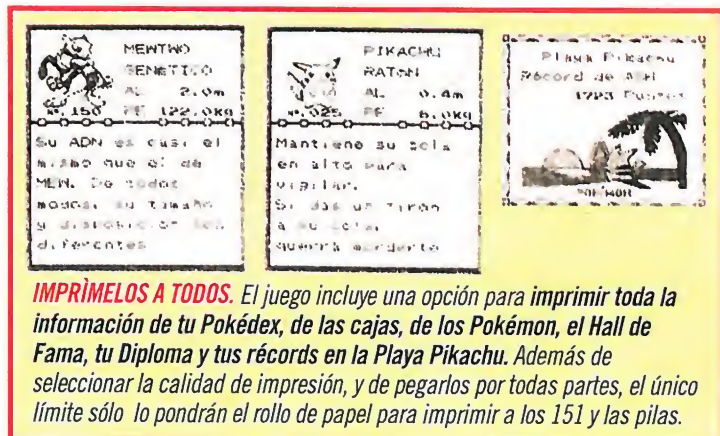 MEWTWO
GENETICO
AL 2.0m
№.150 PE 122.0kg
Su ADN es casi el
mismo que el de
MEW. De todos
modos, su tamaño
y disposición son
diferentes
PIKACHU
RATON
AL 0.4m
№.025 PE 6.0kg
Mantiene su cola
en alto para
vigilar.
Si das un tirón
a su cola,
querrá morderte
Playa Pikachu
Récord de ASH
1723 Puntos
POKéMON
IMPRÌMELOS A TODOS. El juego incluye una opción para imprimir toda la
información de tu Pokédex, de las cajas, de los Pokémon, el Hall de
Fama, tu Diploma y tus récords en la Playa Pikachu. Además de
seleccionar la calidad de impresión, y de pegarlos por todas partes, el único
límite sólo lo pondrán el rollo de papel para imprimir a los 151 y las pilas.